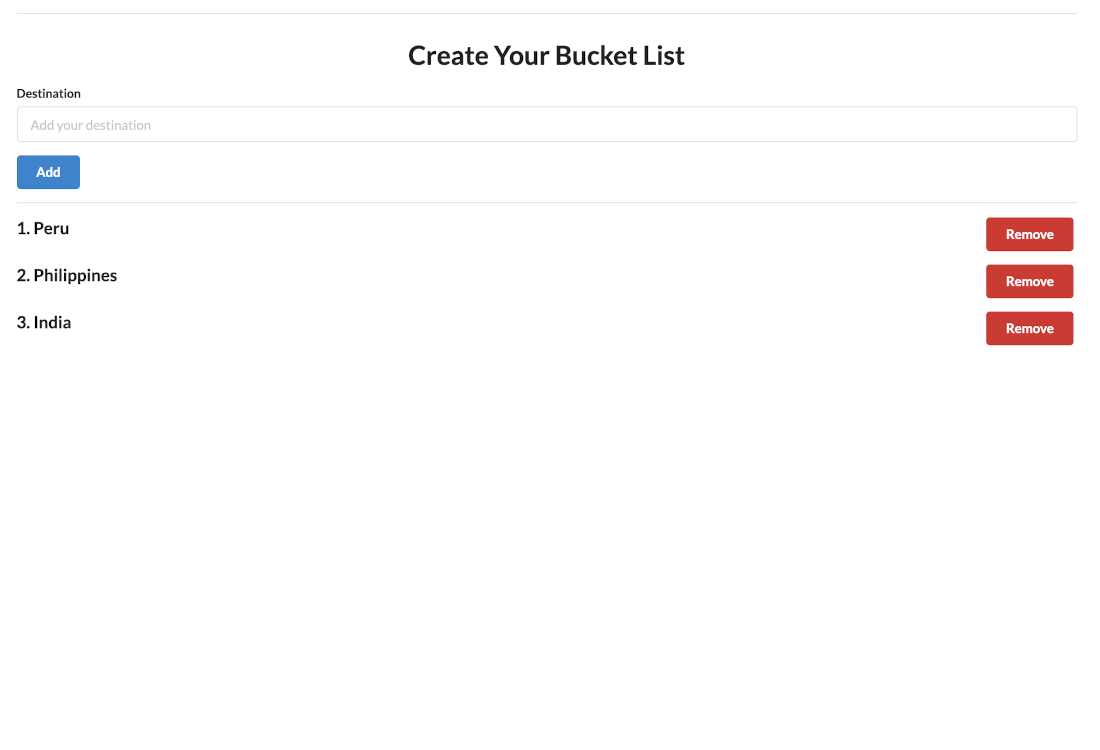 Create Your Bucket List
Destination
Add your destination
Add
1. Peru
Remove
2. Philippines
Remove
3. India
Remove